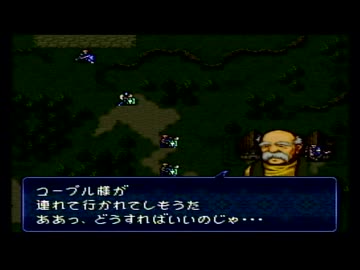 コープル様が
連れて行かれてしもうた
ああっ、どうすればいいのじゃ・・・